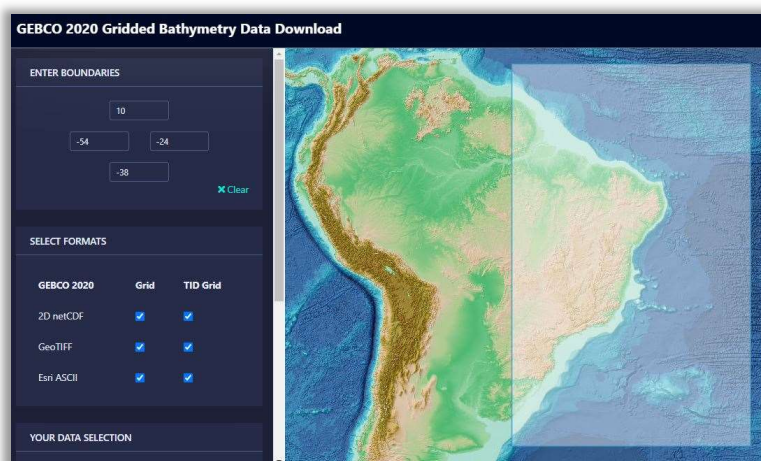 GEBCO 2020 Gridded Bathymetry Data Download
ENTER BOUNDARIES
10
-54 -24
-38
✖ Clear
SELECT FORMATS
GEBCO 2020 Grid TID Grid
2D netCDF
GeoTIFF
Esri ASCII
YOUR DATA SELECTION